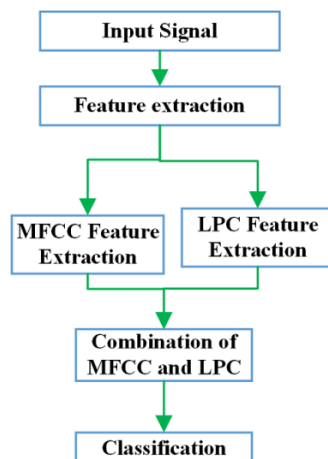 Input Signal
Feature extraction
MFCC Feature
Extraction
LPC Feature
Extraction
Combination of
MFCC and LPC
Classification